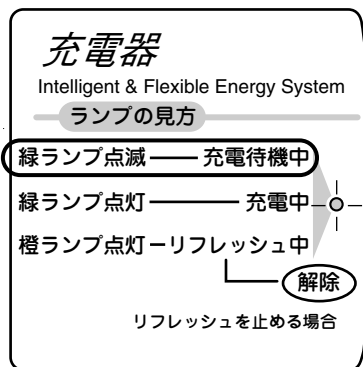 充電器
Intelligent & Flexible Energy System
ランプの見方
緑ランプ点滅 ―― 充電待機中
緑ランプ点灯 ――― 充電中
橙ランプ点灯 ーリフレッシュ中
解除
リフレッシュを止める場合